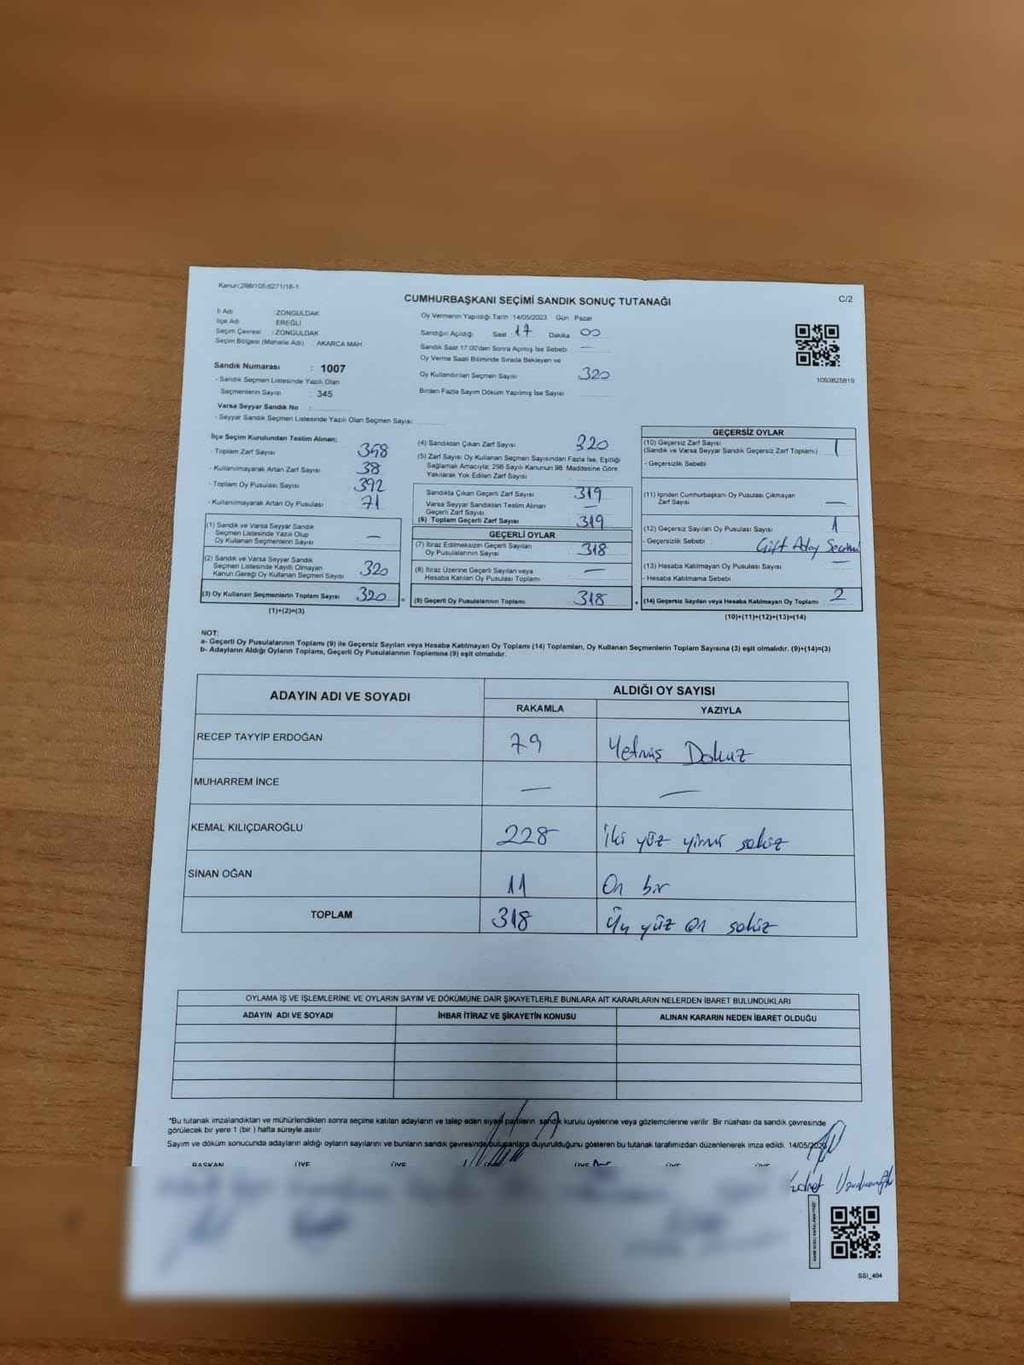 Kanun:298/105;6271/18-1
CUMHURBAŞKANI SEÇİMİ SANDIK SONUÇ TUTANAĞI
C/2
İl Adı : ZONGULDAK
İlçe Adı : EREĞLİ
Seçim Çevresi : ZONGULDAK
Seçim Bölgesi (Mahalle Adı) : AKARCA MAH
Sandık Numarası : 1007
- Sandık Seçmen Listesinde Yazılı Olan
Seçmenlerin Sayısı : 345
Varsa Seyyar Sandık No :
- Seyyar Sandık Seçmen Listesinde Yazılı Olan Seçmen Sayısı:
Oy Vermenin Yapıldığı Tarih :14/05/2023 Gün : Pazar
Sandığın Açıldığı Saat 17 Dakika 00
Sandık Saat 17:00'den Sonra Açılmış İse Sebebi : —
Oy Verme Saati Bitiminde Sırada Bekleyen ve
Oy Kullandırılan Seçmen Sayısı 320
Birden Fazla Sayım Döküm Yapılmış İse Sayısı
1093825819
İlçe Seçim Kurulundan Teslim Alınan;
- Toplam Zarf Sayısı : 358
- Kullanılmayarak Artan Zarf Sayısı : 38
- Toplam Oy Pusulası Sayısı : 392
- Kullanılmayarak Artan Oy Pusulası : 71
(1) Sandık ve Varsa Seyyar Sandık
Seçmen Listesinde Yazılı Olup
Oy Kullanan Seçmenlerin Sayısı —
(2) Sandık ve Varsa Seyyar Sandık
Seçmen Listesinde Kayıtlı Olmayan
Kanun Gereği Oy Kullanan Seçmen Sayısı 320
(3) Oy Kullanan Seçmenlerin Toplam Sayısı 320
(1)+(2)=(3)
(4) Sandıktan Çıkan Zarf Sayısı 320
(5) Zarf Sayısı Oy Kullanan Seçmen Sayısından Fazla İse, Eşitliği
Sağlamak Amacıyla; 298 Sayılı Kanunun 98. Maddesine Göre
Yakılarak Yok Edilen Zarf Sayısı
Sandıkta Çıkan Geçerli Zarf Sayısı 319
Varsa Seyyar Sandıktan Teslim Alınan
Geçerli Zarf Sayısı —
(6) Toplam Geçerli Zarf Sayısı 319
GEÇERLİ OYLAR
(7) İtiraz Edilmeksizin Geçerli Sayılan
Oy Pusulalarının Sayısı 318
(8) İtiraz Üzerine Geçerli Sayılan veya
Hesaba Katılan Oy Pusulası Toplamı —
(9) Geçerli Oy Pusulalarının Toplamı 318
GEÇERSİZ OYLAR
(10) Geçersiz Zarf Sayısı 1
(Sandık ve Varsa Seyyar Sandık Geçersiz Zarf Toplamı)
- Geçersizlik Sebebi
(11) İçinden Cumhurbaşkanı Oy Pusulası Çıkmayan
Zarf Sayısı —
(12) Geçersiz Sayılan Oy Pusulası Sayısı 1
- Geçersizlik Sebebi : Çift Aday Seçimi
(13) Hesaba Katılmayan Oy Pusulası Sayısı —
- Hesaba Katılmama Sebebi
(14) Geçersiz Sayılan veya Hesaba Katılmayan Oy Toplamı 2
(10)+(11)+(12)+(13)=(14)
NOT:
a- Geçerli Oy Pusulalarının Toplamı (9) ile Geçersiz Sayılan veya Hesaba Katılmayan Oy Toplamı (14) Toplamları, Oy Kullanan Seçmenlerin Toplam Sayısına (3) eşit olmalıdır. (9)+(14)=(3)
b- Adayların Aldığı Oyların Toplamı, Geçerli Oy Pusulalarının Toplamına (9) eşit olmalıdır.
ADAYIN ADI VE SOYADI
ALDIĞI OY SAYISI
RAKAMLA YAZIYLA
RECEP TAYYİP ERDOĞAN 79 Yetmiş Dokuz
MUHARREM İNCE — —
KEMAL KILIÇDAROĞLU 228 İki yüz yirmi sekiz
SİNAN OĞAN 11 On bir
TOPLAM 318 Üç yüz on sekiz
OYLAMA İŞ VE İŞLEMLERİNE VE OYLARIN SAYIM VE DÖKÜMÜNE DAİR ŞİKAYETLERLE BUNLARA AİT KARARLARIN NELERDEN İBARET BULUNDUKLARI
ADAYIN ADI VE SOYADI İHBAR İTİRAZ VE ŞİKAYETİN KONUSU ALINAN KARARIN NEDEN İBARET OLDUĞU
"Bu tutanak imzalandıktan ve mühürlendikten sonra seçime katılan adayların ve talep eden siyasi partilerin sandık kurulu üyelerine veya gözlemcilerine verilir. Bir nüshası da sandık çevresinde
görülecek bir yere 1 (bir ) hafta süreyle asılır.
Sayım ve döküm sonucunda adayların aldığı oyların sayılarını ve bunların sandık çevresinde bulunanlara duyurulduğunu gösteren bu tutanak tarafımızdan düzenlenerek imza edildi. 14/05/2023
BAŞKAN ÜYE ÜYE ÜYE ÜYE ÜYE
SSI_404